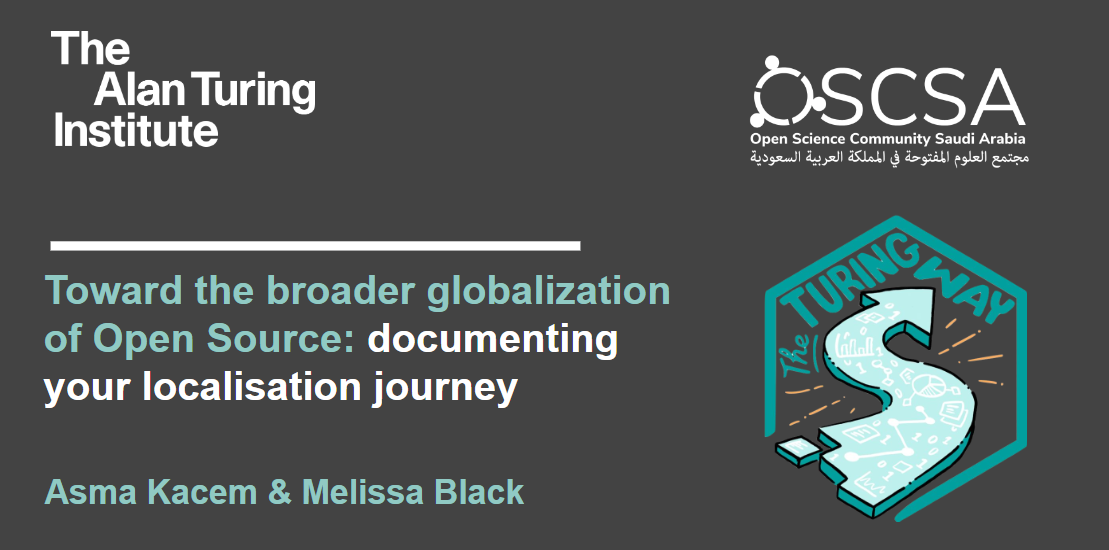 The
Alan Turing
Institute
OSCSA
Open Science Community Saudi Arabia
مجتمع العلوم المفتوحة في المملكة العربية السعودية
Toward the broader globalization
of Open Source: documenting
your localisation journey
Asma Kacem & Melissa Black
The TURING WAY